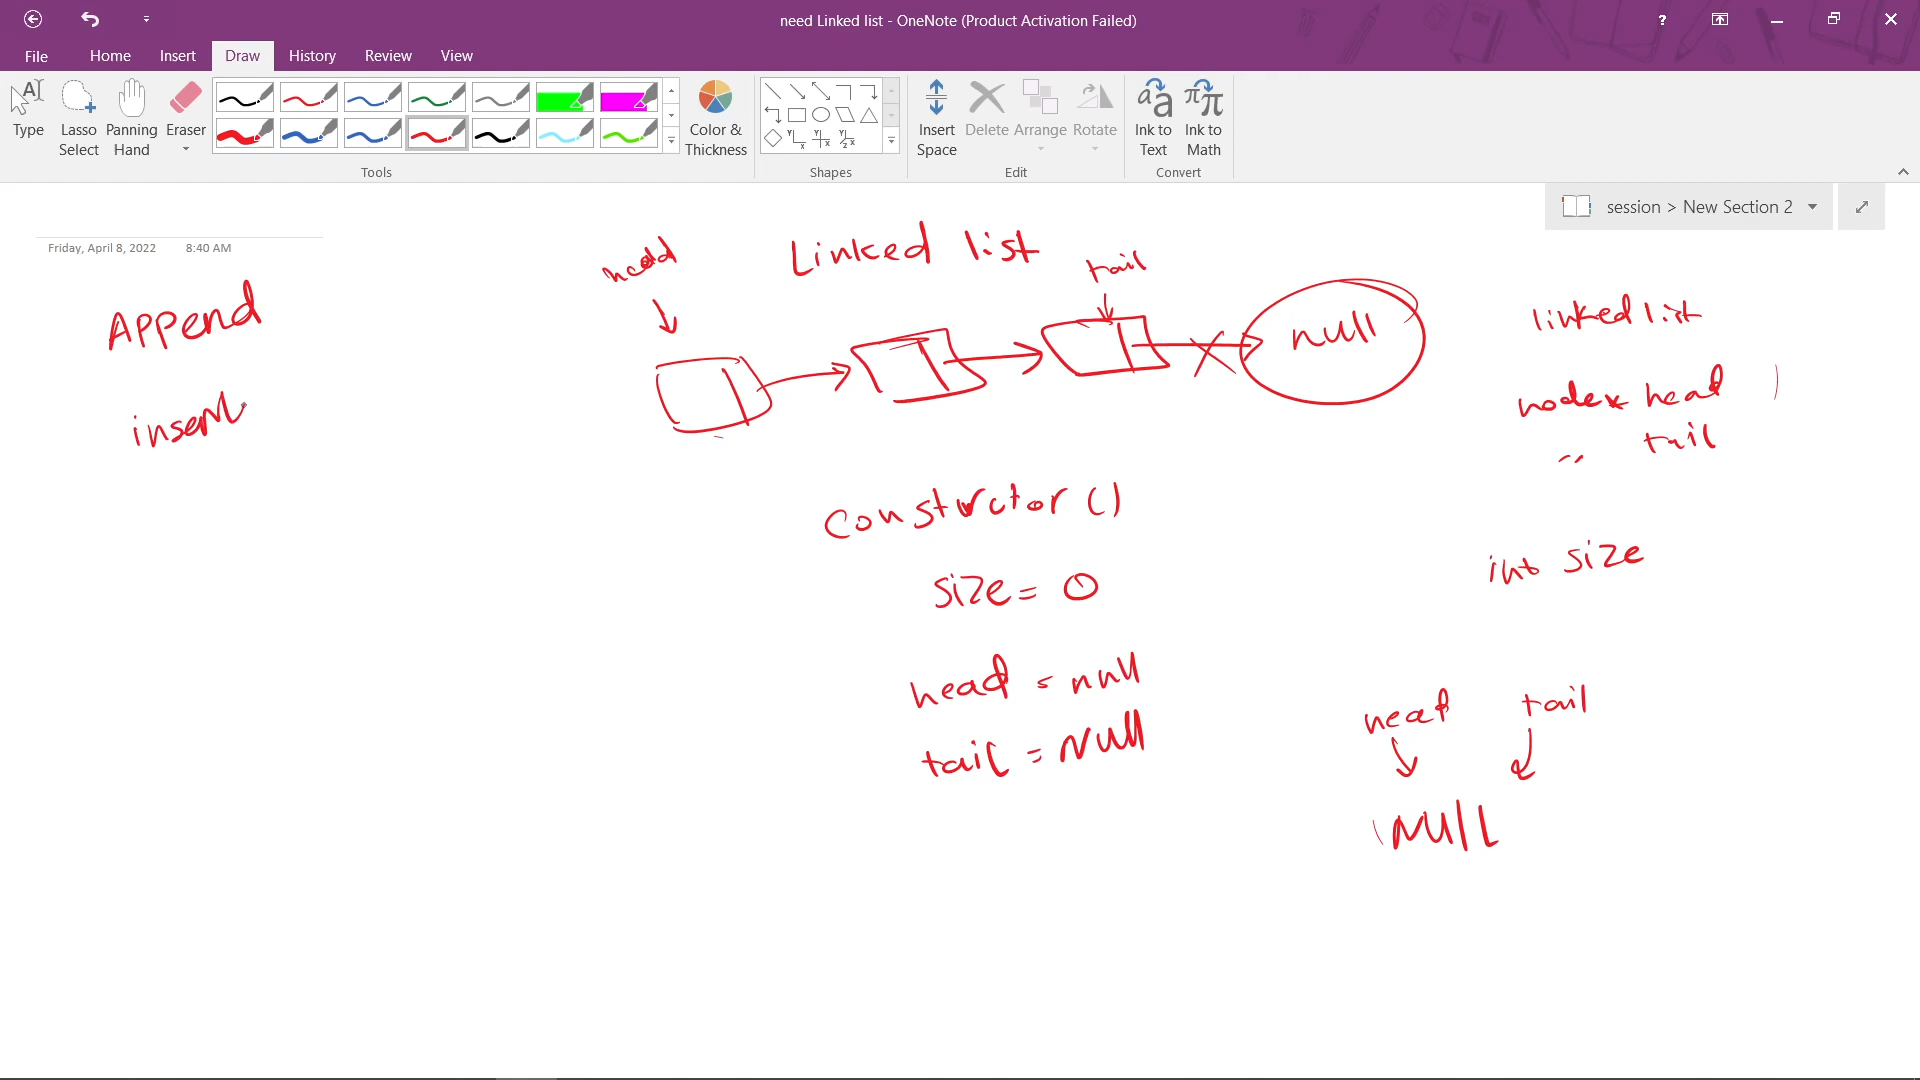 need Linked list - OneNote (Product Activation Failed)
?
File Home Insert Draw History Review View
Type
Lasso Select
Panning Hand
Eraser
Color & Thickness
Insert Space
Delete
Arrange
Rotate
Ink to Text
Ink to Math
Tools
Shapes
Edit
Convert
session > New Section 2
Friday, April 8, 2022 8:40 AM
Linked list
head
tail
null
Append
insert
linked list
node* head
" tail
int size
constructor ()
size = 0
head = null
tail = Null
head tail
NULL